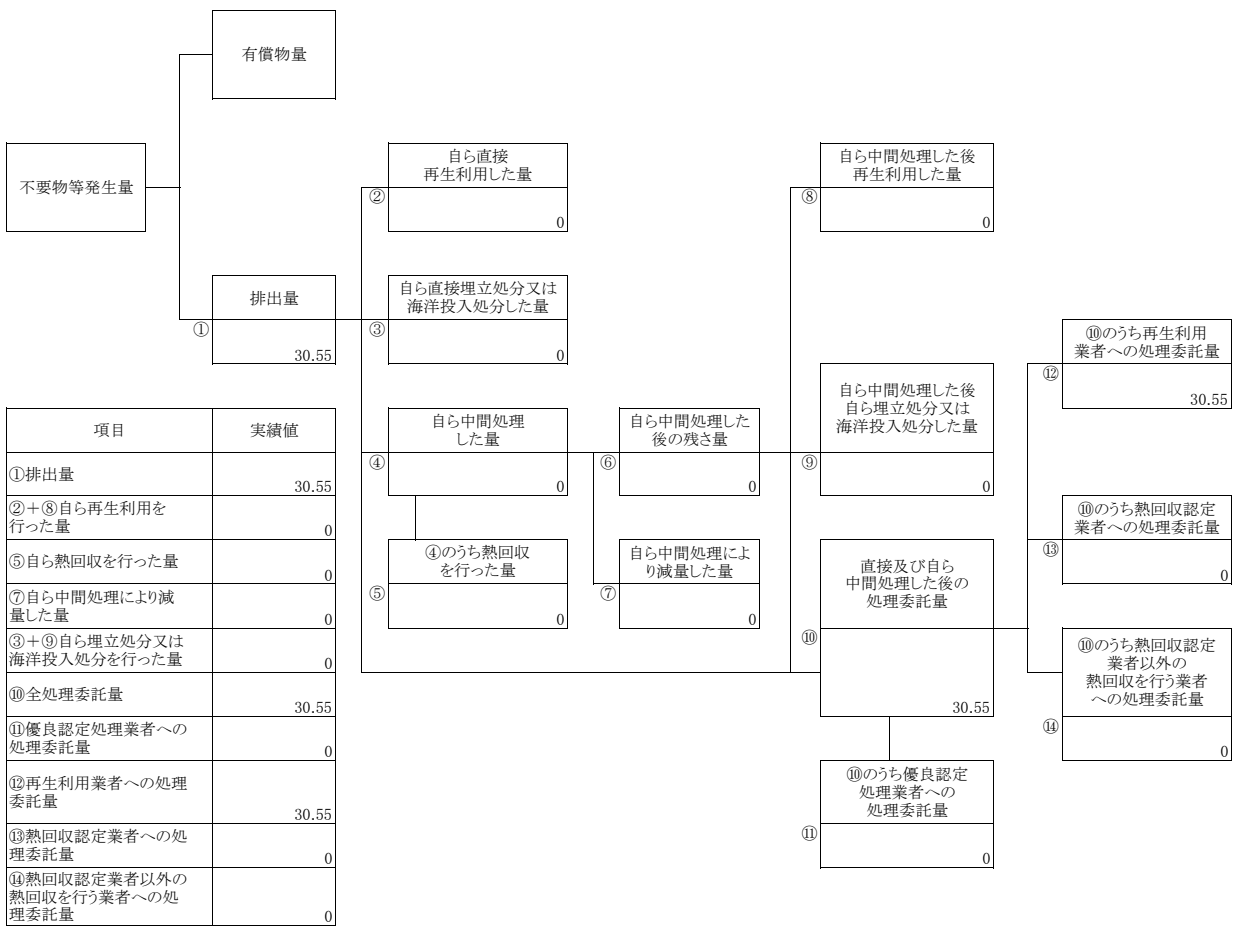 有償物量
不要物等発生量
自ら直接
再生利用した量
②
0
自ら中間処理した後
再生利用した量
⑧
0
排出量
①
30.55
自ら直接埋立処分又は
海洋投入処分した量
③
0
⑩のうち再生利用
業者への処理委託量
⑫
30.55
自ら中間処理
した量
④
0
自ら中間処理した
後の残さ量
⑥
0
自ら中間処理した後
自ら埋立処分又は
海洋投入処分した量
⑨
0
⑩のうち熱回収認定
業者への処理委託量
⑬
0
④のうち熱回収
を行った量
⑤
0
自ら中間処理によ
り減量した量
⑦
0
直接及び自ら
中間処理した後の
処理委託量
⑩
30.55
⑩のうち熱回収認定
業者以外の
熱回収を行う業者
への処理委託量
⑭
0
⑩のうち優良認定
処理業者への
処理委託量
⑪
0
項目 実績値
①排出量
30.55
②＋⑧自ら再生利用を
行った量
0
⑤自ら熱回収を行った量
0
⑦自ら中間処理により減
量した量
0
③＋⑨自ら埋立処分又は
海洋投入処分を行った量
0
⑩全処理委託量
30.55
⑪優良認定処理業者への
処理委託量
0
⑫再生利用業者への処理
委託量
30.55
⑬熱回収認定業者への処
理委託量
0
⑭熱回収認定業者以外の
熱回収を行う業者への処
理委託量
0